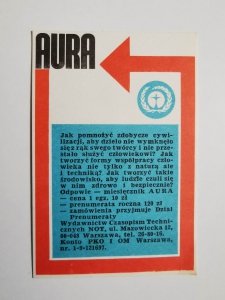 AURA
Jak pomnożyć zdobycze cywi-
lizacji, aby dzieło nie wymknęło
się z rąk swego twórcy i nie prze-
stało służyć człowiekowi? Jak
tworzyć formy współpracy czło-
wieka nie tylko z naturą ale
i techniką? Jak tworzyć takie
środowisko, aby ludzie czuli się
w nim zdrowo i bezpiecznie?
Odpowie — miesięcznik AURA
— cena 1 egz. 10 zł
— prenumerata roczna 120 zł
— zamówienia przyjmuje Dział
Prenumeraty
Wydawnictw Czasopism Techni-
cznych NOT, ul. Mazowiecka 12,
00-048 Warszawa, tel. 26-80-16,
Konto PKO I OM Warszawa,
nr. 1-9-121697.